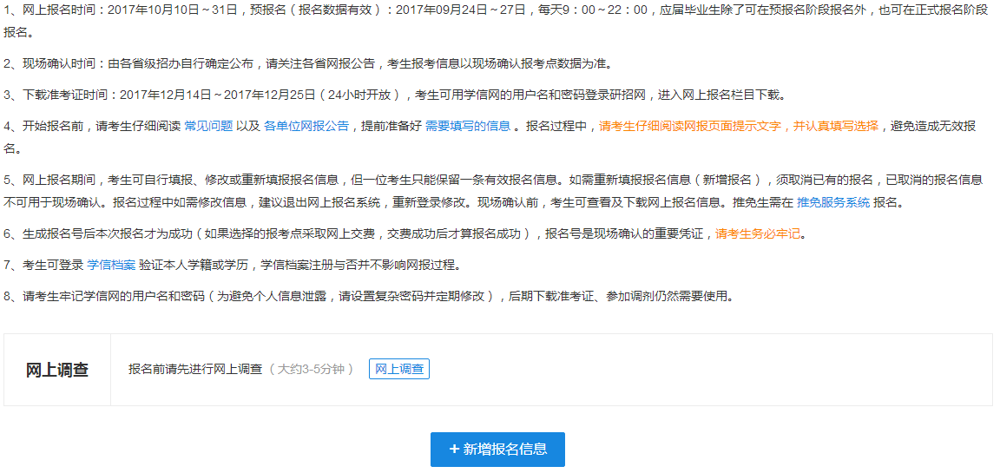 1、网上报名时间：2017年10月10日～31日，预报名（报名数据有效）：2017年09月24日～27日，每天9：00～22：00，应届毕业生除了可在预报名阶段报名外，也可在正式报名阶段
报名。
2、现场确认时间：由各省级招办自行确定公布，请关注各省网报公告，考生报考信息以现场确认报考点数据为准。
3、下载准考证时间：2017年12月14日～2017年12月25日（24小时开放），考生可用学信网的用户名和密码登录研招网，进入网上报名栏目下载。
4、开始报名前，请考生仔细阅读 常见问题 以及 各单位网报公告，提前准备好 需要填写的信息 。报名过程中，请考生仔细阅读网报页面提示文字，并认真填写选择，避免造成无效报
名。
5、网上报名期间，考生可自行填报、修改或重新填报报名信息，但一位考生只能保留一条有效报名信息。如需重新填报报名信息（新增报名），须取消已有的报名，已取消的报名信息
不可用于现场确认。报名过程中如需修改信息，建议退出网上报名系统，重新登录修改。现场确认前，考生可查看及下载网上报名信息。推免生需在 推免服务系统 报名。
6、生成报名号后本次报名才为成功（如果选择的报考点采取网上交费，交费成功后才算报名成功），报名号是现场确认的重要凭证，请考生务必牢记。
7、考生可登录 学信档案 验证本人学籍或学历，学信档案注册与否并不影响网报过程。
8、请考生牢记学信网的用户名和密码（为避免个人信息泄露，请设置复杂密码并定期修改），后期下载准考证、参加调剂仍然需要使用。
网上调查 报名前请先进行网上调查（大约3-5分钟） 网上调查
+ 新增报名信息